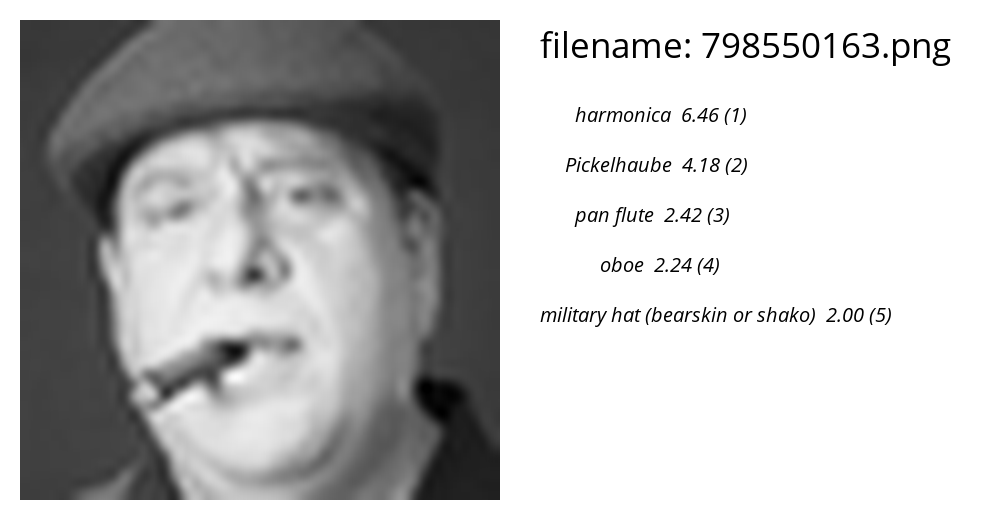 filename: 798550163.png
harmonica 6.46 (1)
Pickelhaube 4.18 (2)
pan flute 2.42 (3)
oboe 2.24 (4)
military hat (bearskin or shako) 2.00 (5)